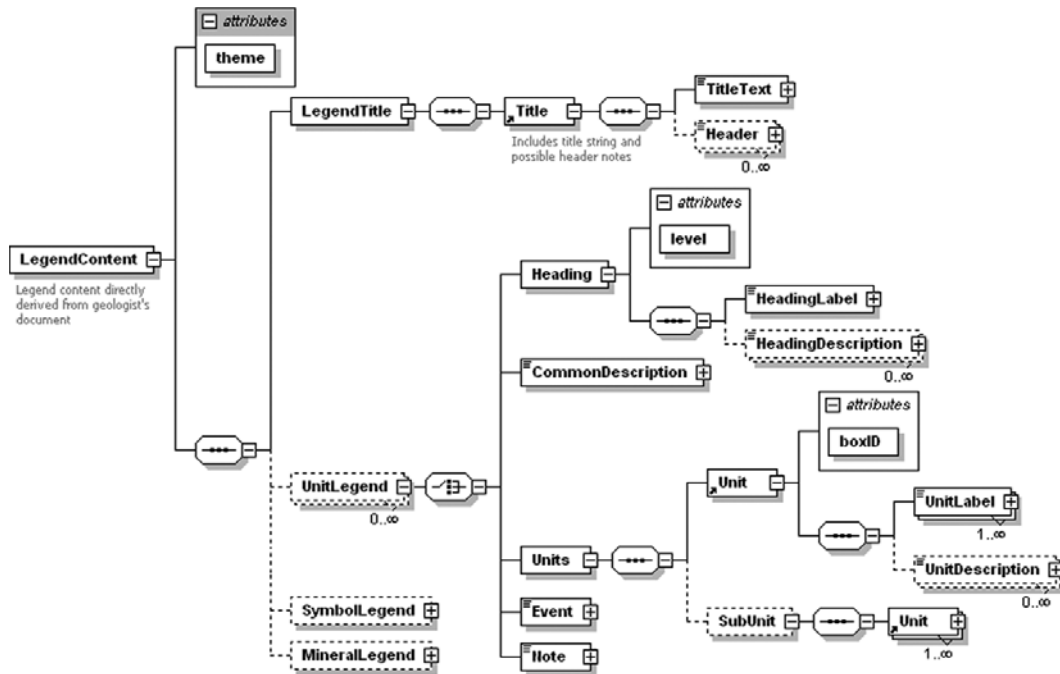 attributes
theme
LegendTitle
Title
Includes title string and
possible header notes
TitleText
Header
0..∞
LegendContent
Legend content directly
derived from geologist's
document
Heading
attributes
level
HeadingLabel
HeadingDescription
0..∞
CommonDescription
UnitLegend
0..∞
Units
Unit
attributes
boxID
UnitLabel
1..∞
UnitDescription
0..∞
SubUnit
Unit
1..∞
Event
Note
SymbolLegend
MineralLegend